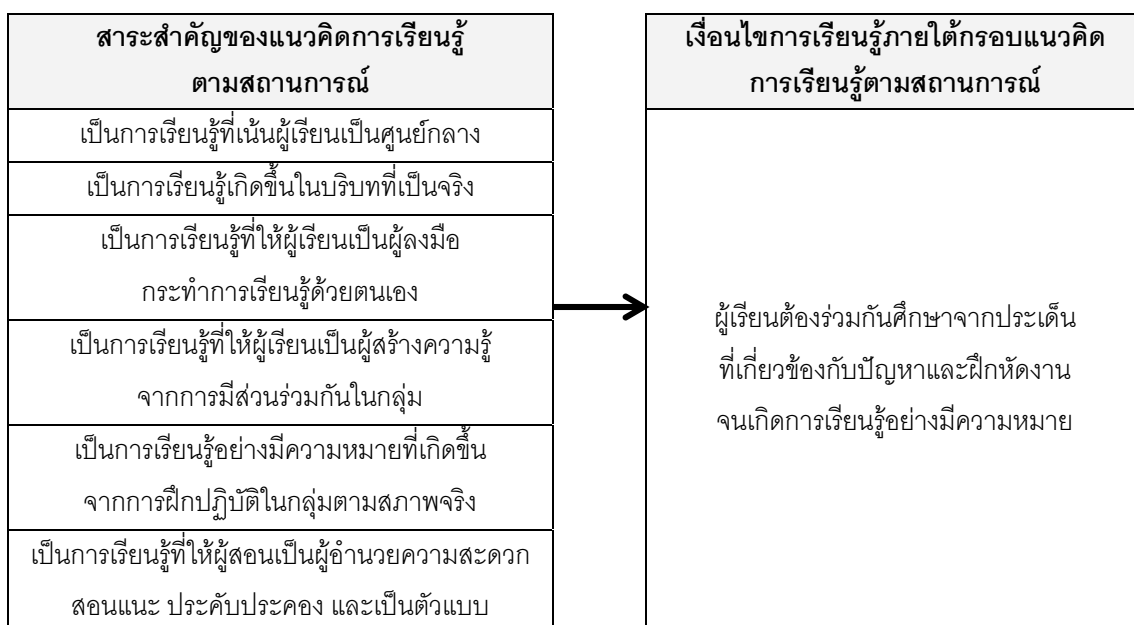 สาระสำคัญของแนวคิดการเรียนรู้
ตามสถานการณ์
เป็นการเรียนรู้ที่เน้นผู้เรียนเป็นศูนย์กลาง
เป็นการเรียนรู้เกิดขึ้นในบริบทที่เป็นจริง
เป็นการเรียนรู้ที่ให้ผู้เรียนเป็นผู้ลงมือ
กระทำการเรียนรู้ด้วยตนเอง
เป็นการเรียนรู้ที่ให้ผู้เรียนเป็นผู้สร้างความรู้
จากการมีส่วนร่วมกันในกลุ่ม
เป็นการเรียนรู้อย่างมีความหมายที่เกิดขึ้น
จากการฝึกปฏิบัติในกลุ่มตามสภาพจริง
เป็นการเรียนรู้ที่ให้ผู้สอนเป็นผู้อำนวยความสะดวก
สอนแนะ ประคับประคอง และเป็นตัวแบบ
เงื่อนไขการเรียนรู้ภายใต้กรอบแนวคิด
การเรียนรู้ตามสถานการณ์
ผู้เรียนต้องร่วมกันศึกษาจากประเด็น
ที่เกี่ยวข้องกับปัญหาและฝึกหัดงาน
จนเกิดการเรียนรู้อย่างมีความหมาย